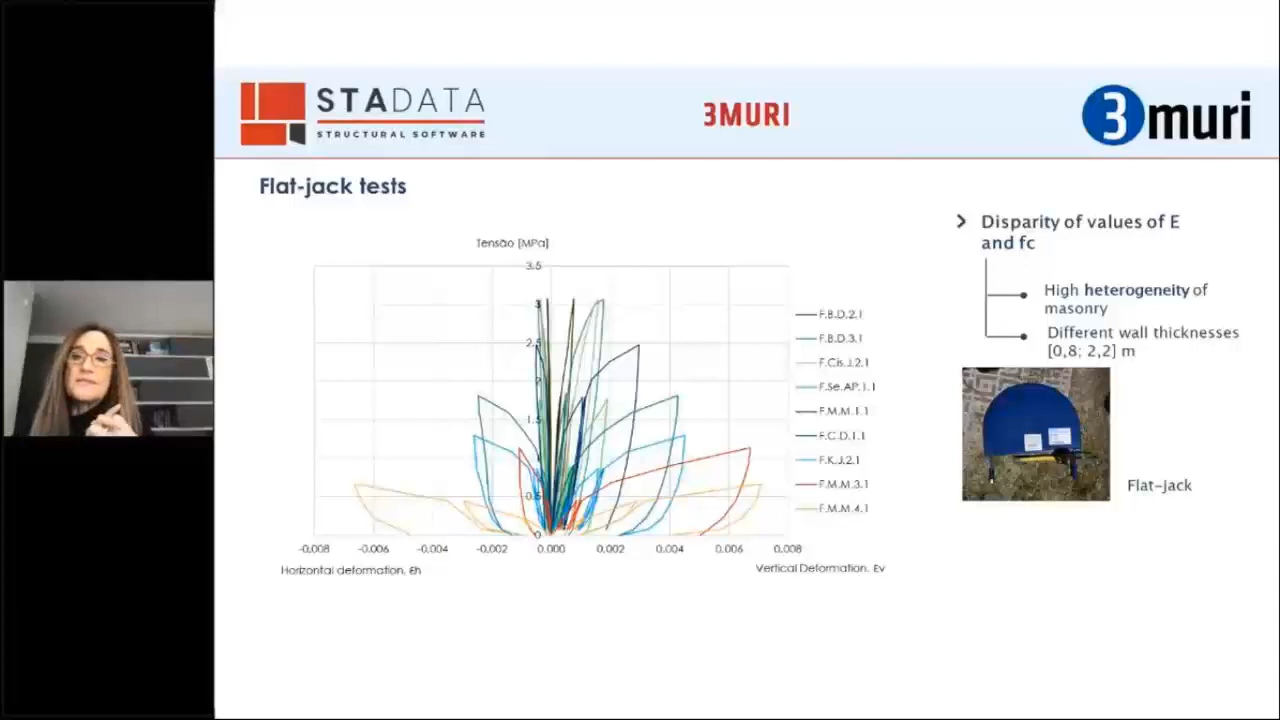 STADATA
STRUCTURAL SOFTWARE
3MURI
3muri
Flat-jack tests
Disparity of values of E
and fc
High heterogeneity of
masonry
Different wall thicknesses
[0,8; 2,2] m
Flat-jack
Tensão [MPa]
3.5
3
2.5
2
1.5
1
0.5
0
-0.008 -0.006 -0.004 -0.002 0.000 0.002 0.004 0.006 0.008
Horizontal deformation, εh
Vertical Deformation, εv
F.B.D.2.1
F.B.D.3.1
F.Cis.J.2.1
F.Se.AP.1.1
F.M.M.1.1
F.C.D.1.1
F.K.J.2.1
F.M.M.3.1
F.M.M.4.1